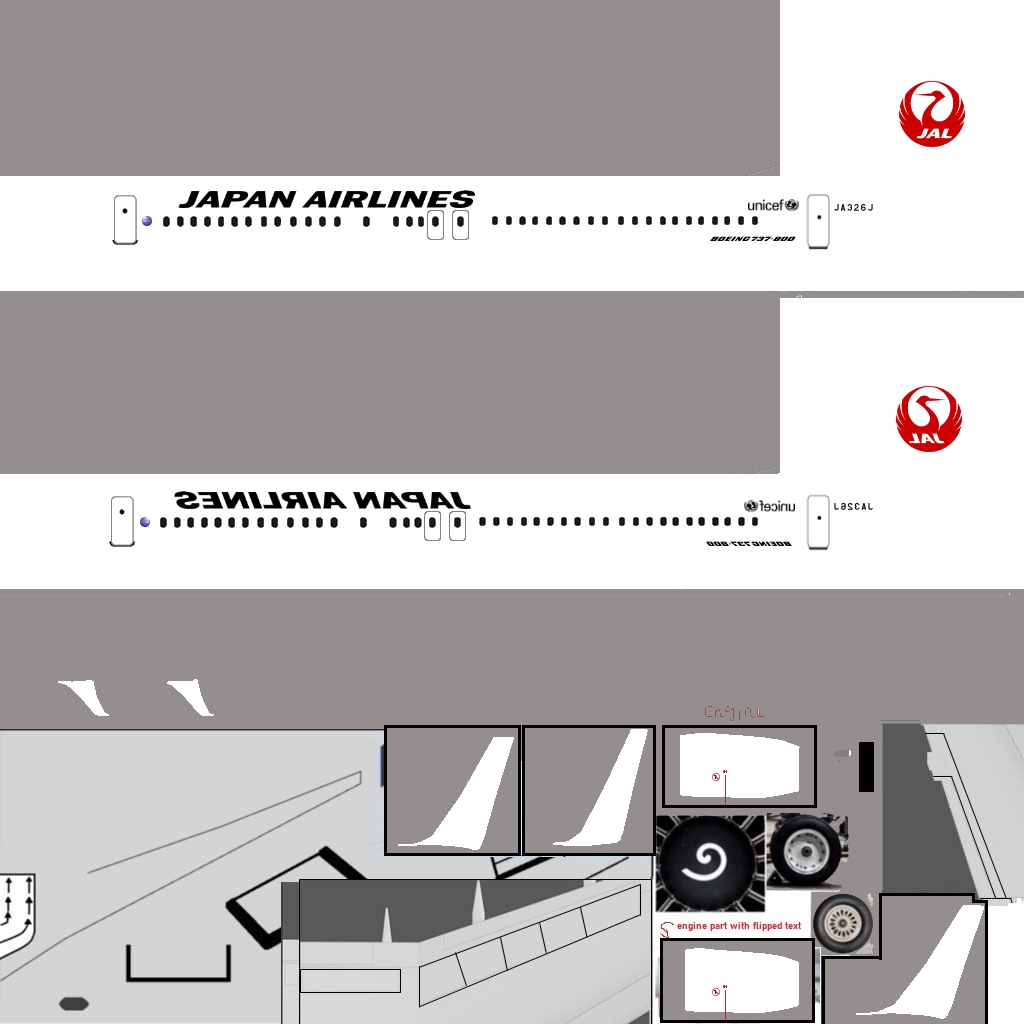 JAL
JAPAN AIRLINES
unicef
JA326J
BOEING 737-800
JAL
JAPAN AIRLINES
unicef
JA326J
BOEING 737-800
Engine
engine part with flipped text